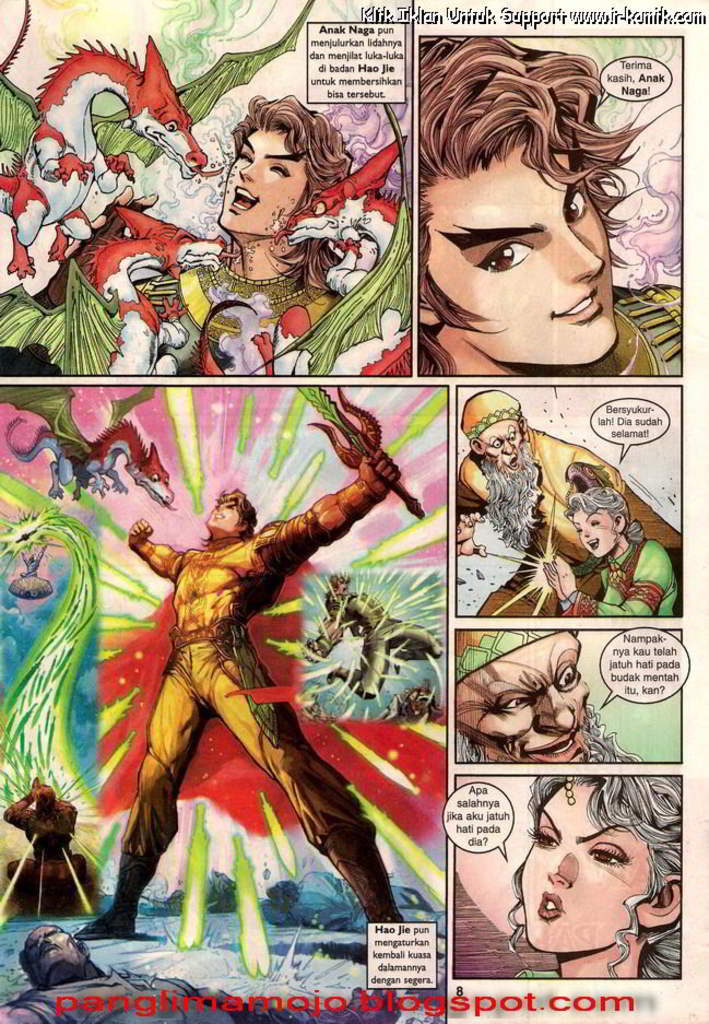 Klik Iklan Untuk Support www.ir-komik.com
Anak Naga pun
menjulurkan lidahnya
dan menjilat luka-luka
di badan Hao Jie
untuk membersihkan
bisa tersebut.
Terima
kasih, Anak
Naga!
Bersyukur-
lah! Dia sudah
selamat!
Nampak-
nya kau telah
jatuh hati pada
budak mentah
itu, kan?
Apa
salahnya
jika aku jatuh
hati pada
dia?
Hao Jie pun
mengaturkan
kembali kuasa
dalamannya
dengan segera.
8
panglimamojo.blogspot.com